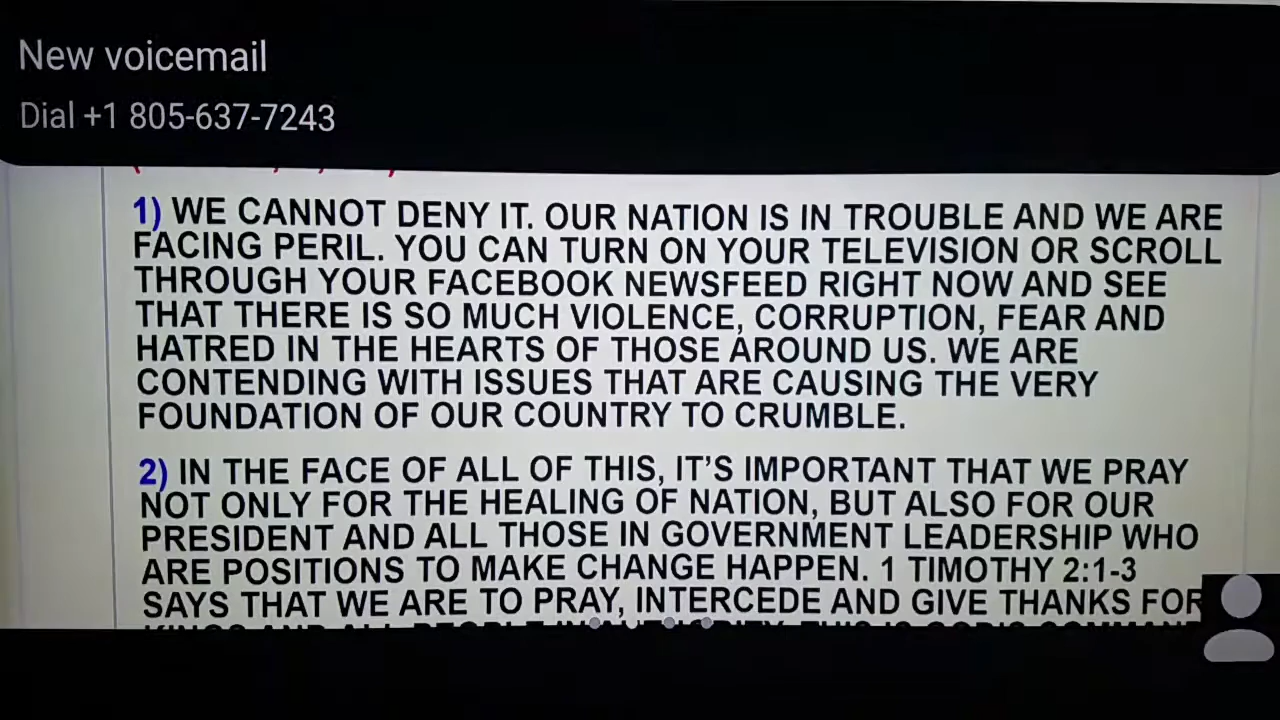 New voicemail
Dial +1 805-637-7243
1) WE CANNOT DENY IT. OUR NATION IS IN TROUBLE AND WE ARE
FACING PERIL. YOU CAN TURN ON YOUR TELEVISION OR SCROLL
THROUGH YOUR FACEBOOK NEWSFEED RIGHT NOW AND SEE
THAT THERE IS SO MUCH VIOLENCE, CORRUPTION, FEAR AND
HATRED IN THE HEARTS OF THOSE AROUND US. WE ARE
CONTENDING WITH ISSUES THAT ARE CAUSING THE VERY
FOUNDATION OF OUR COUNTRY TO CRUMBLE.
2) IN THE FACE OF ALL OF THIS, IT'S IMPORTANT THAT WE PRAY
NOT ONLY FOR THE HEALING OF NATION, BUT ALSO FOR OUR
PRESIDENT AND ALL THOSE IN GOVERNMENT LEADERSHIP WHO
ARE POSITIONS TO MAKE CHANGE HAPPEN. 1 TIMOTHY 2:1-3
SAYS THAT WE ARE TO PRAY, INTERCEDE AND GIVE THANKS FOR